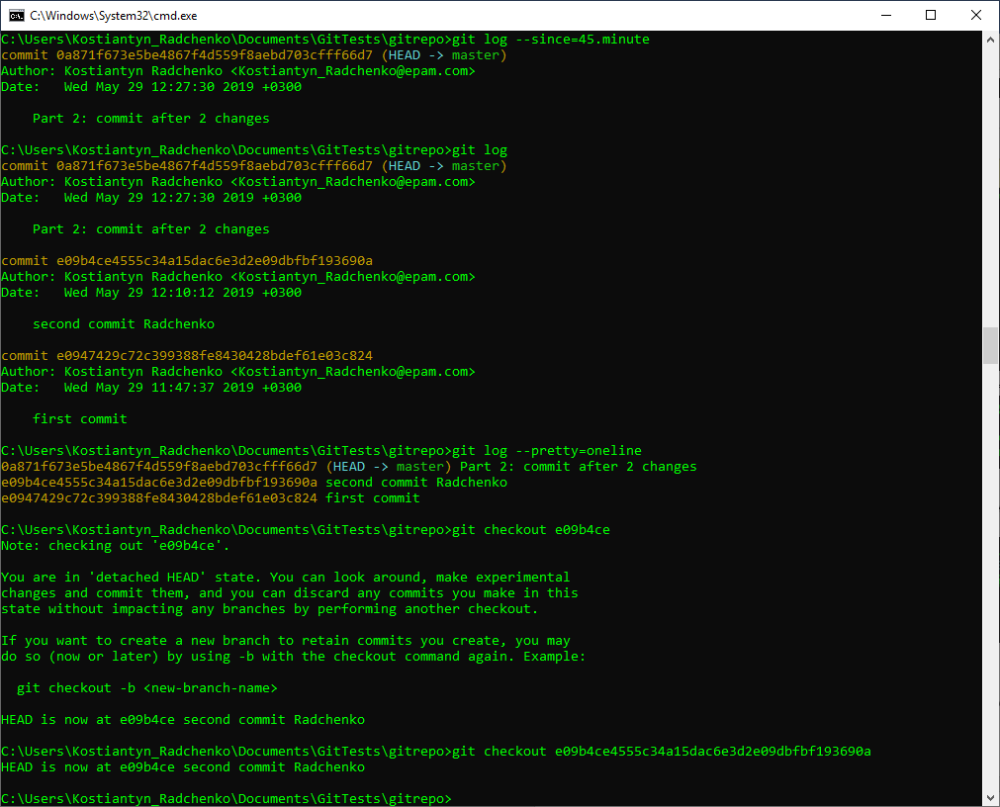 C:\Windows\System32\cmd.exe
C:\Users\Kostiantyn_Radchenko\Documents\GitTests\gitrepo>git log --since=45.minute
commit 0a871f673e5be4867f4d559f8aebd703cfff66d7 (HEAD -> master)
Author: Kostiantyn Radchenko <Kostiantyn_Radchenko@epam.com>
Date:   Wed May 29 12:27:30 2019 +0300
    Part 2: commit after 2 changes
C:\Users\Kostiantyn_Radchenko\Documents\GitTests\gitrepo>git log
commit 0a871f673e5be4867f4d559f8aebd703cfff66d7 (HEAD -> master)
Author: Kostiantyn Radchenko <Kostiantyn_Radchenko@epam.com>
Date:   Wed May 29 12:27:30 2019 +0300
    Part 2: commit after 2 changes
commit e09b4ce4555c34a15dac6e3d2e09dbfbf193690a
Author: Kostiantyn Radchenko <Kostiantyn_Radchenko@epam.com>
Date:   Wed May 29 12:10:12 2019 +0300
    second commit Radchenko
commit e0947429c72c399388fe8430428bdef61e03c824
Author: Kostiantyn Radchenko <Kostiantyn_Radchenko@epam.com>
Date:   Wed May 29 11:47:37 2019 +0300
    first commit
C:\Users\Kostiantyn_Radchenko\Documents\GitTests\gitrepo>git log --pretty=oneline
0a871f673e5be4867f4d559f8aebd703cfff66d7 (HEAD -> master) Part 2: commit after 2 changes
e09b4ce4555c34a15dac6e3d2e09dbfbf193690a second commit Radchenko
e0947429c72c399388fe8430428bdef61e03c824 first commit
C:\Users\Kostiantyn_Radchenko\Documents\GitTests\gitrepo>git checkout e09b4ce
Note: checking out 'e09b4ce'.
You are in 'detached HEAD' state. You can look around, make experimental
changes and commit them, and you can discard any commits you make in this
state without impacting any branches by performing another checkout.
If you want to create a new branch to retain commits you create, you may
do so (now or later) by using -b with the checkout command again. Example:
  git checkout -b <new-branch-name>
HEAD is now at e09b4ce second commit Radchenko
C:\Users\Kostiantyn_Radchenko\Documents\GitTests\gitrepo>git checkout e09b4ce4555c34a15dac6e3d2e09dbfbf193690a
HEAD is now at e09b4ce second commit Radchenko
C:\Users\Kostiantyn_Radchenko\Documents\GitTests\gitrepo>